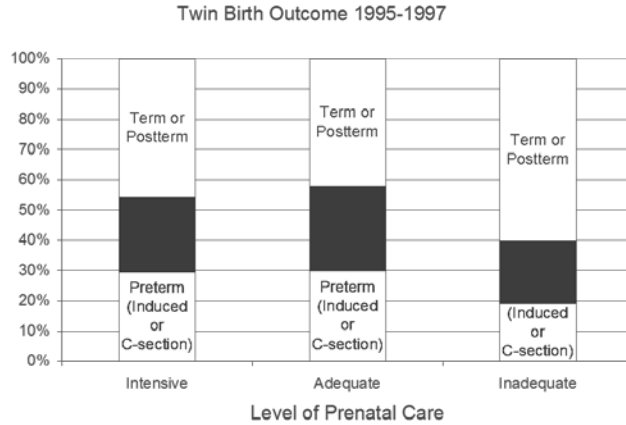 Twin Birth Outcome 1995-1997
100%
90%
80%
70%
60%
50%
40%
30%
20%
10%
0%
Term or
Postterm
Preterm
(Induced
or
C-section)
Term or
Postterm
Preterm
(Induced
or
C-section)
Term or
Postterm
(Induced
or
C-section)
Intensive
Adequate
Inadequate
Level of Prenatal Care